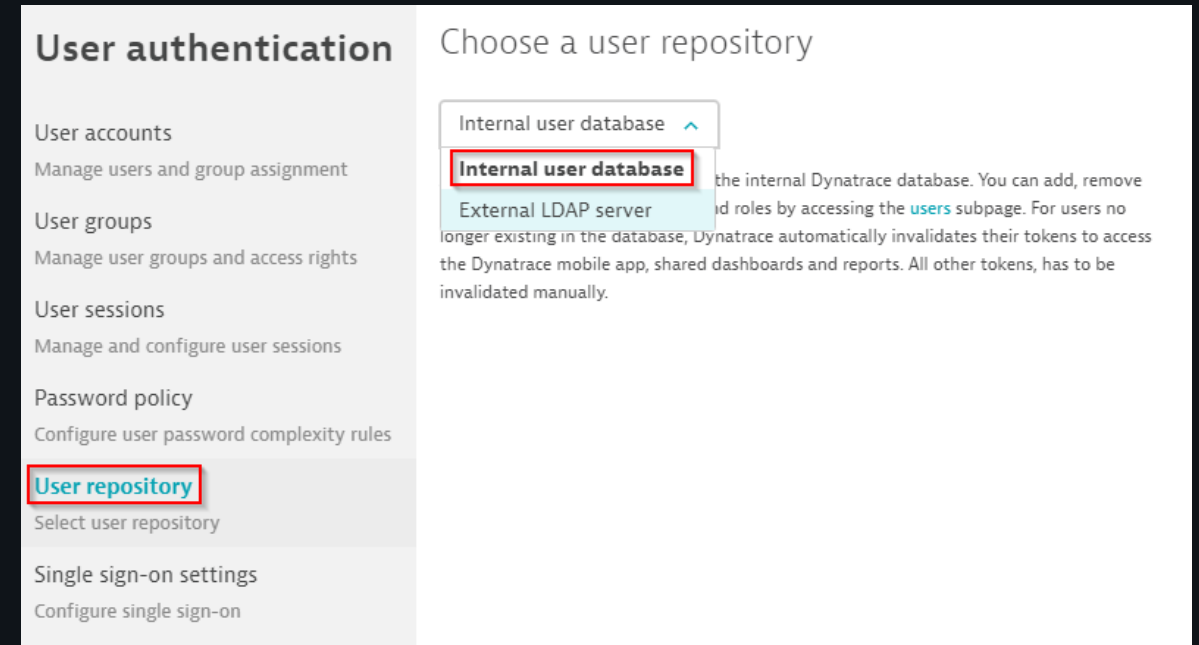 User authentication
User accounts
Manage users and group assignment
User groups
Manage user groups and access rights
User sessions
Manage and configure user sessions
Password policy
Configure user password complexity rules
User repository
Select user repository
Single sign-on settings
Configure single sign-on
Choose a user repository
Internal user database
Internal user database
External LDAP server
the internal Dynatrace database. You can add, remove
roles by accessing the users subpage. For users no
longer existing in the database, Dynatrace automatically invalidates their tokens to access
the Dynatrace mobile app, shared dashboards and reports. All other tokens, has to be
invalidated manually.